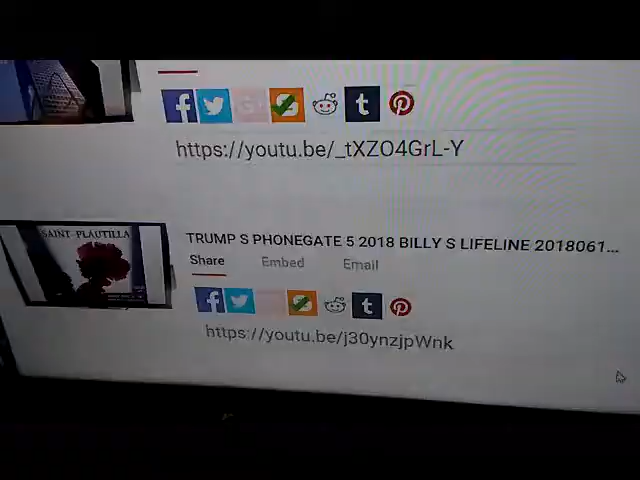 https://youtu.be/_tXZO4GrL-Y
SAINT-PLAUTILLA
TRUMP S PHONEGATE 5 2018 BILLY S LIFELINE 2018061...
Share Embed Email
https://youtu.be/j30ynzjpWnk